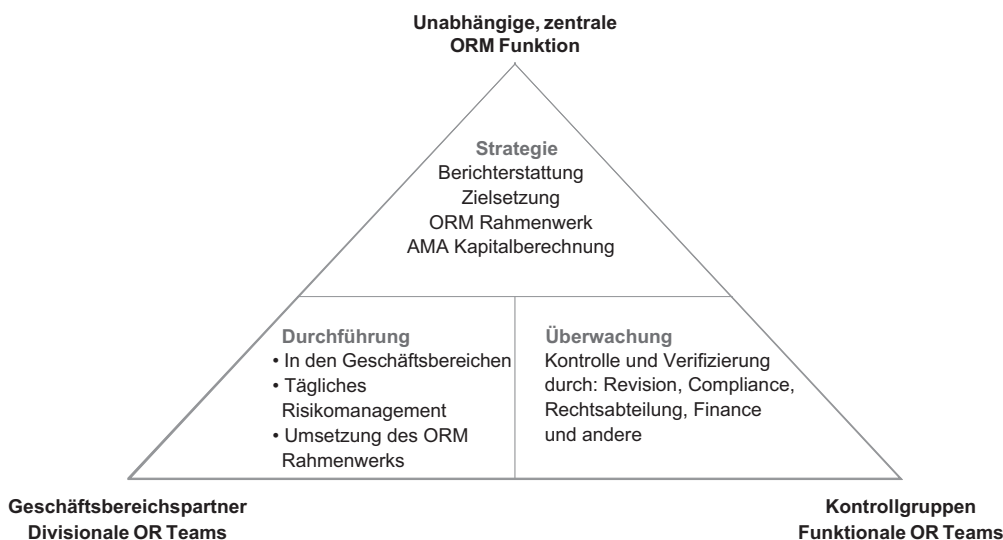 Unabhängige, zentrale
ORM Funktion
Strategie
Berichterstattung
Zielsetzung
ORM Rahmenwerk
AMA Kapitalberechnung
Durchführung
• In den Geschäftsbereichen
• Tägliches
Risikomanagement
• Umsetzung des ORM
Rahmenwerks
Überwachung
Kontrolle und Verifizierung
durch: Revision, Compliance,
Rechtsabteilung, Finance
und andere
Geschäftsbereichspartner
Divisionale OR Teams
Kontrollgruppen
Funktionale OR Teams